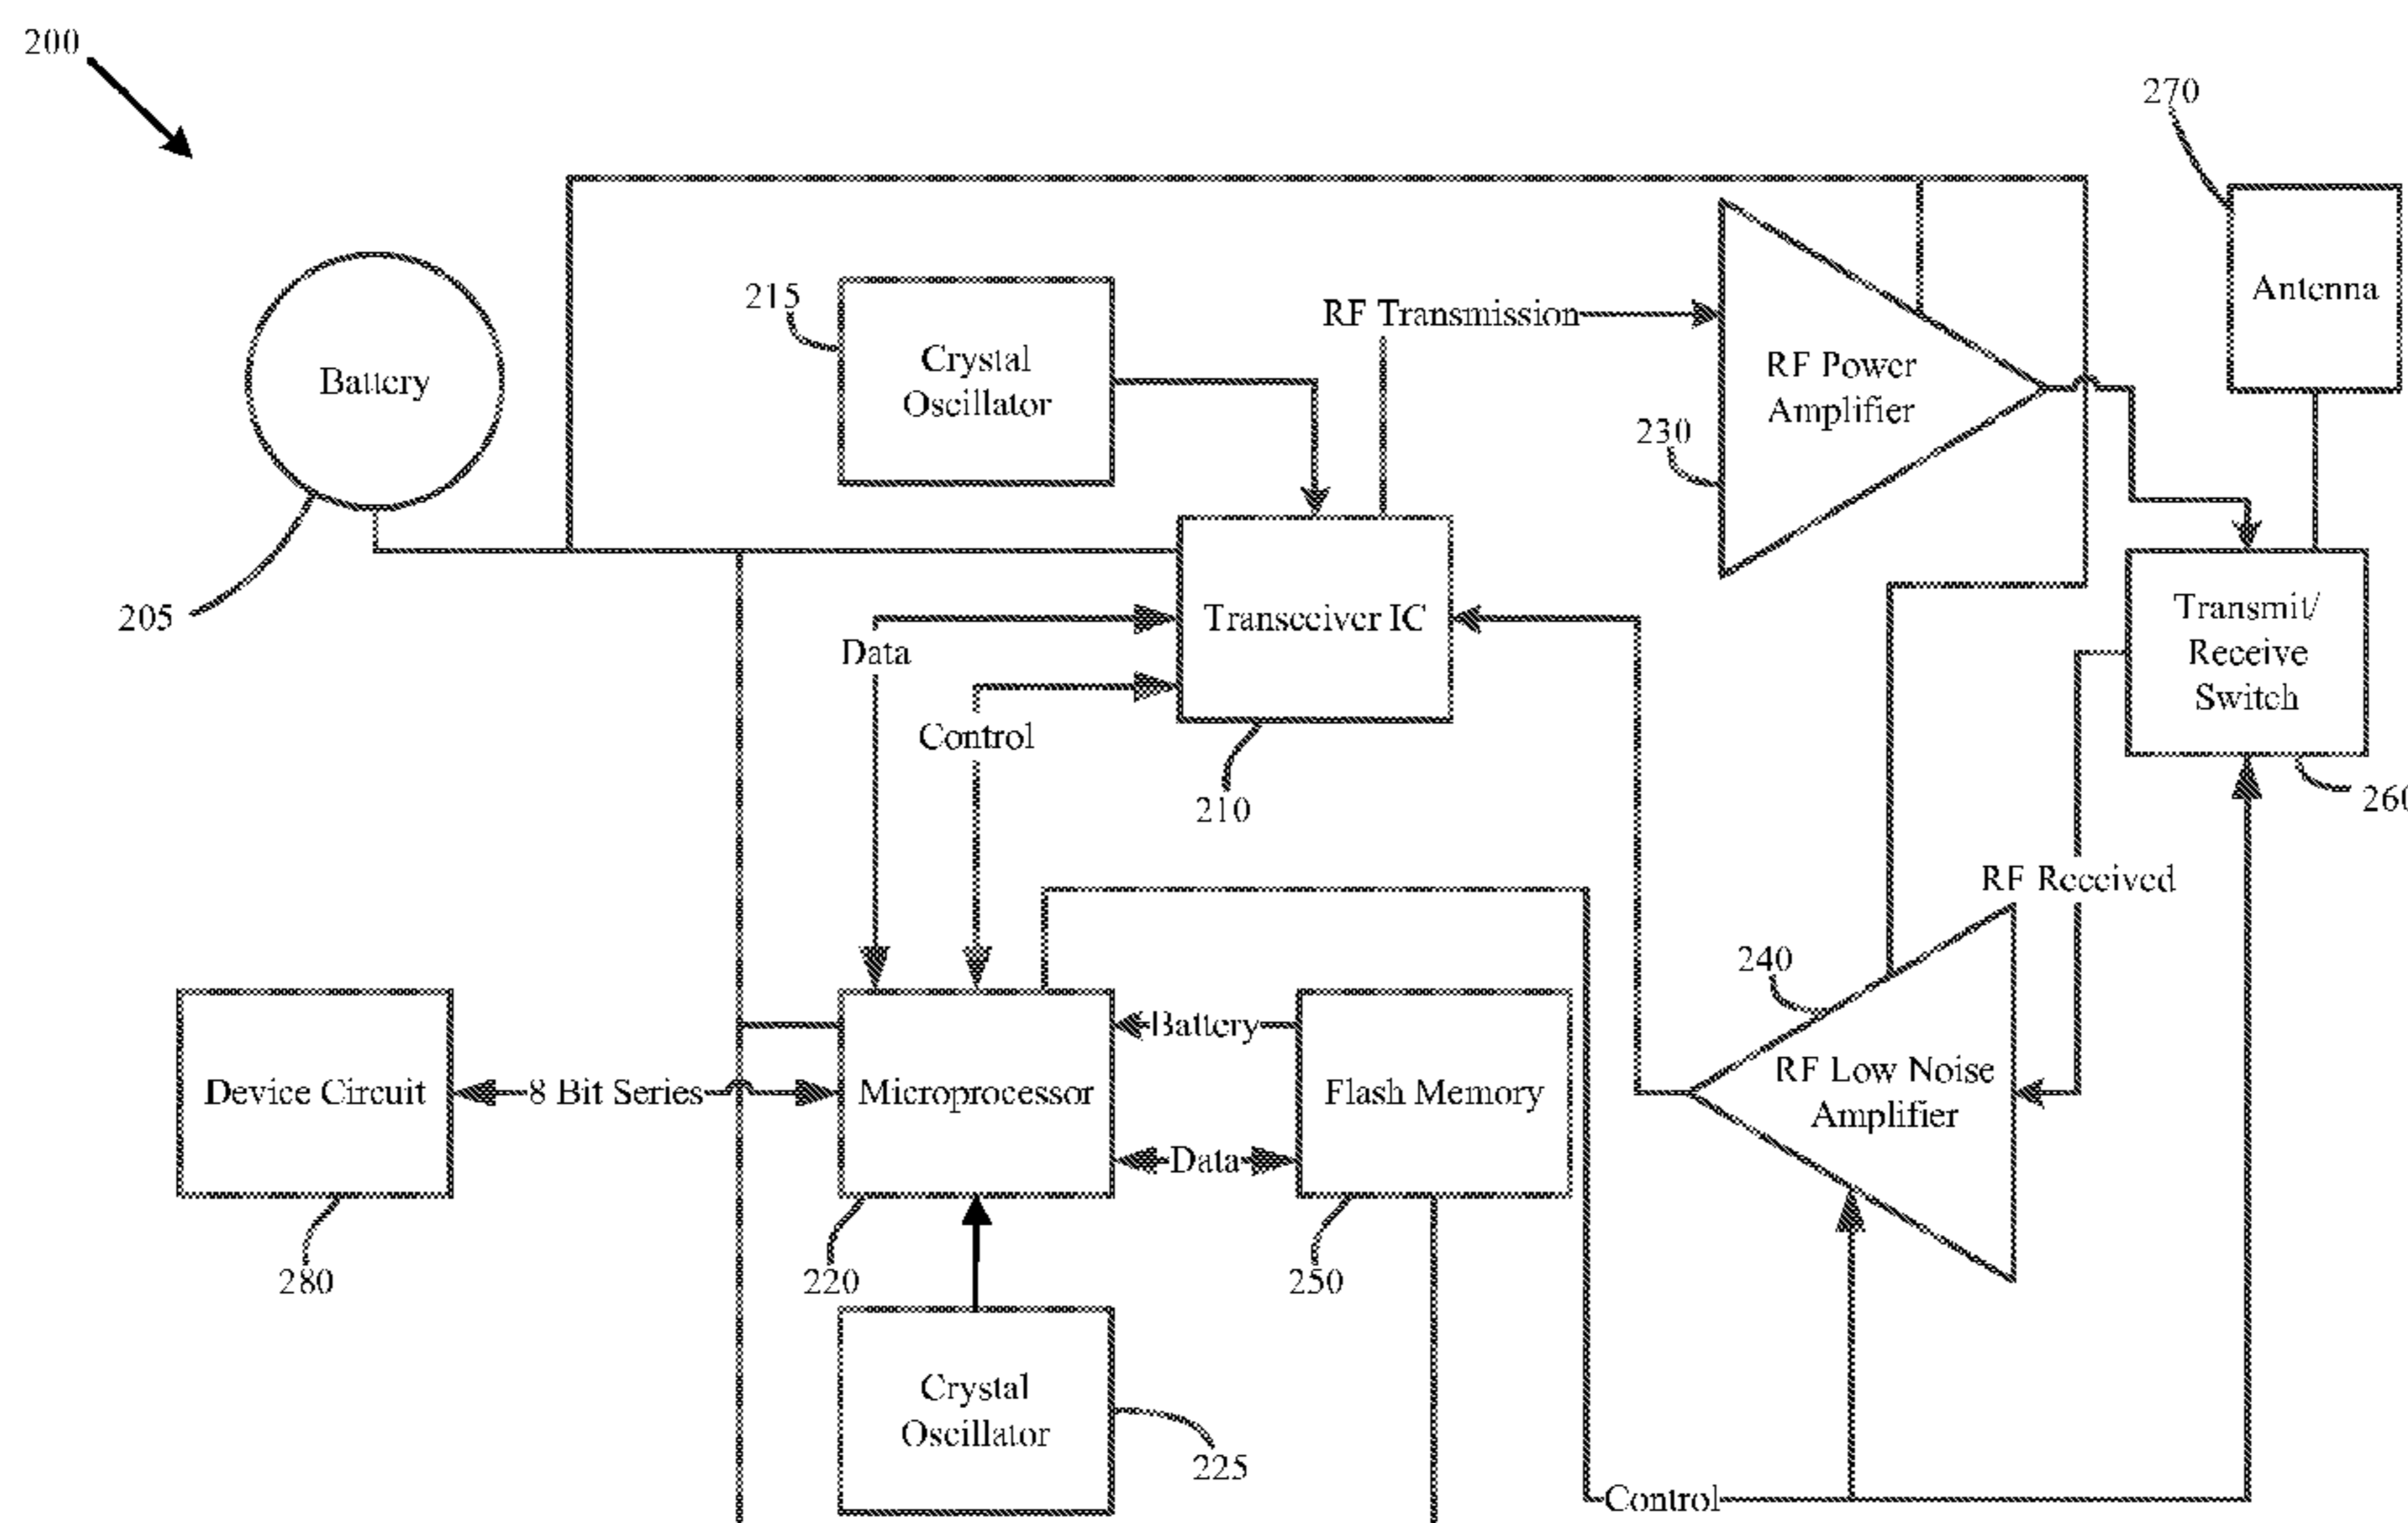 200
270
Antenna
215
Crystal
Oscillator
RF Transmission
RF Power
Amplifier
230
Battery
205
Transceiver IC
210
Data
Control
Transmit/
Receive
Switch
260
RF Received
240
RF Low Noise
Amplifier
Device Circuit
280
8 Bit Series
Microprocessor
220
Battery
Data
Flash Memory
250
Crystal
Oscillator
225
Control